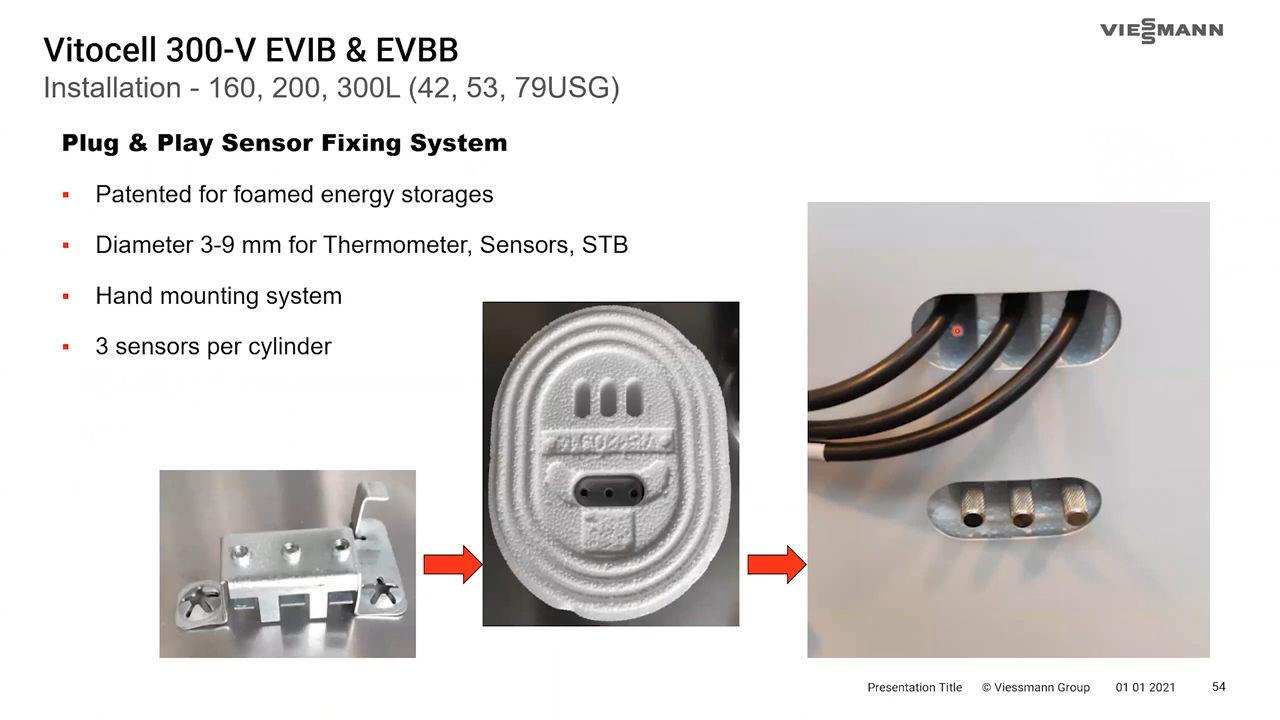 VIESSMANN
Vitocell 300-V EVIB & EVBB
Installation - 160, 200, 300L (42, 53, 79USG)
Plug & Play Sensor Fixing System
Patented for foamed energy storages
Diameter 3-9 mm for Thermometer, Sensors, STB
Hand mounting system
3 sensors per cylinder
Presentation Title © Viessmann Group 01 01 2021 54